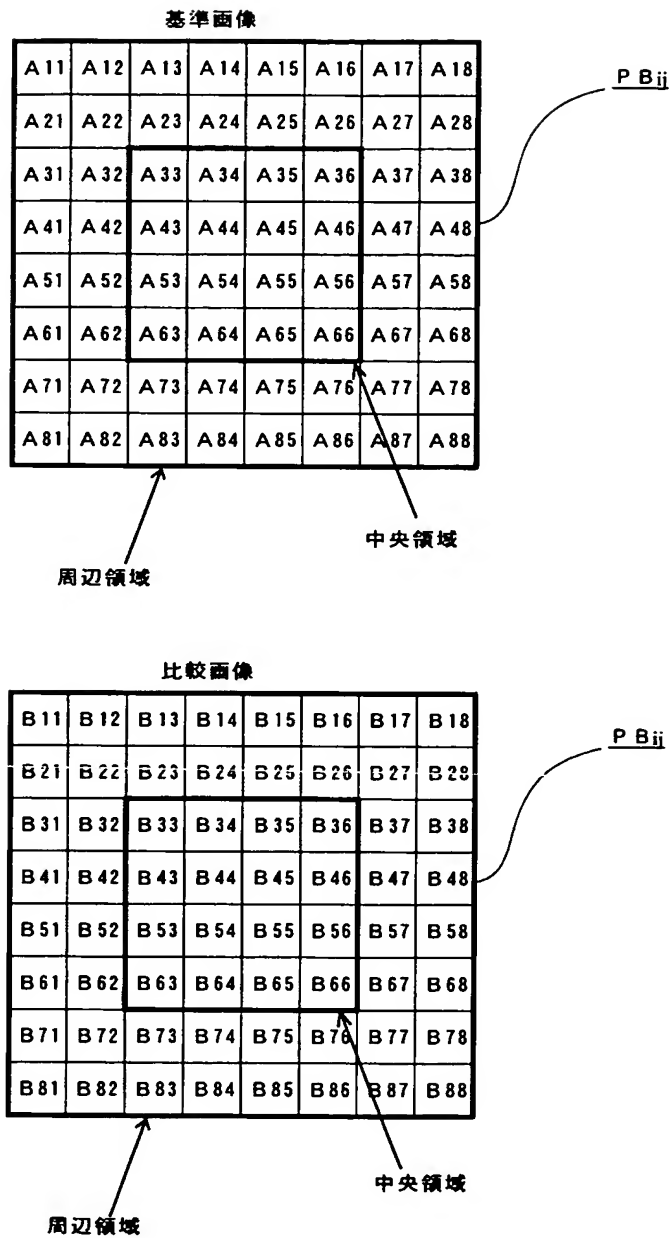 基準画像
A11 A12 A13 A14 A15 A16 A17 A18
P Bij
A21 A22 A23 A24 A25 A26 A27 A28
A31 A32 A33 A34 A35 A36 A37 A38
A41 A42 A43 A44 A45 A46 A47 A48
A51 A52 A53 A54 A55 A56 A57 A58
A61 A62 A63 A64 A65 A66 A67 A68
A71 A72 A73 A74 A75 A76 A77 A78
A81 A82 A83 A84 A85 A86 A87 A88
中央領域
周辺領域
比較画像
B11 B12 B13 B14 B15 B16 B17 B18
P Bij
B21 B22 B23 B24 B25 B26 B27 B28
B31 B32 B33 B34 B35 B36 B37 B38
B41 B42 B43 B44 B45 B46 B47 B48
B51 B52 B53 B54 B55 B56 B57 B58
B61 B62 B63 B64 B65 B66 B67 B68
B71 B72 B73 B74 B75 B76 B77 B78
B81 B82 B83 B84 B85 B86 B87 B88
中央領域
周辺領域